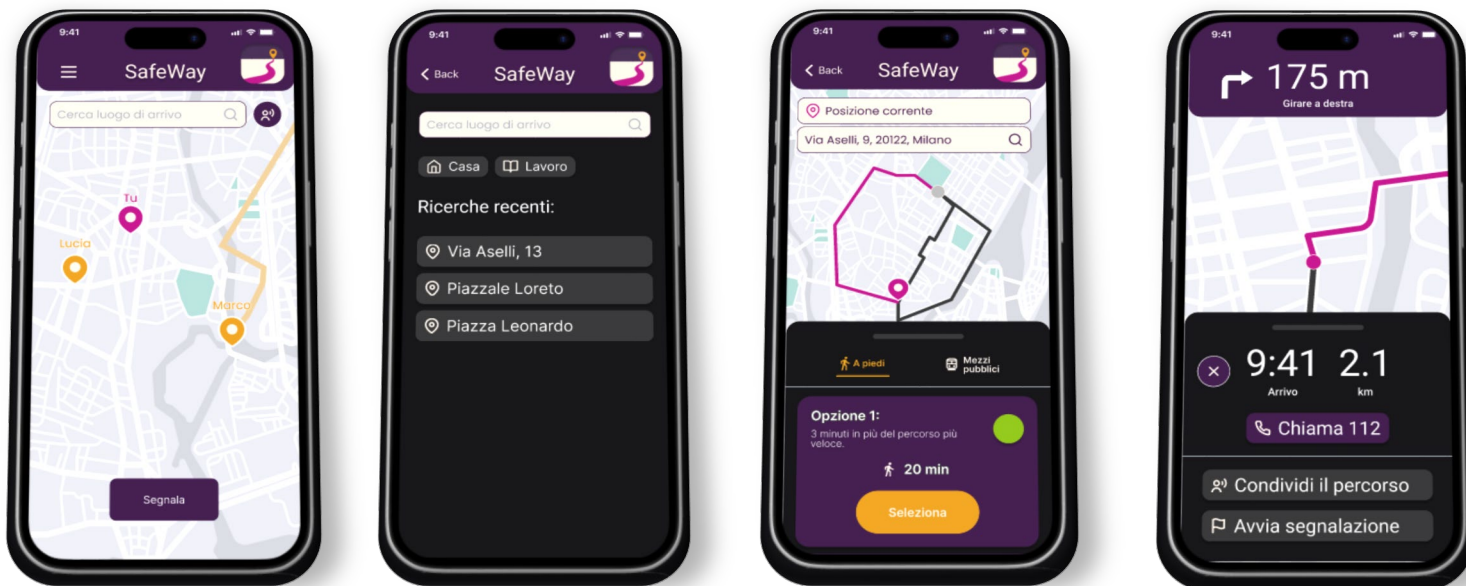 9:41
SafeWay
Cerca luogo di arrivo
Tu
Lucia
Marco
Segnala
9:41
Back
SafeWay
Cerca luogo di arrivo
Casa
Lavoro
Ricerche recenti:
Via Aselli, 13
Piazzale Loreto
Piazza Leonardo
9:41
Back
SafeWay
Posizione corrente
Via Aselli, 9, 20122, Milano
A piedi
Mezzi
pubblici
Opzione 1:
3 minuti in più del percorso più
veloce.
20 min
Seleziona
9:41
175 m
Girare a destra
9:41 2.1
Arrivo km
Chiama 112
Condividi il percorso
Avvia segnalazione